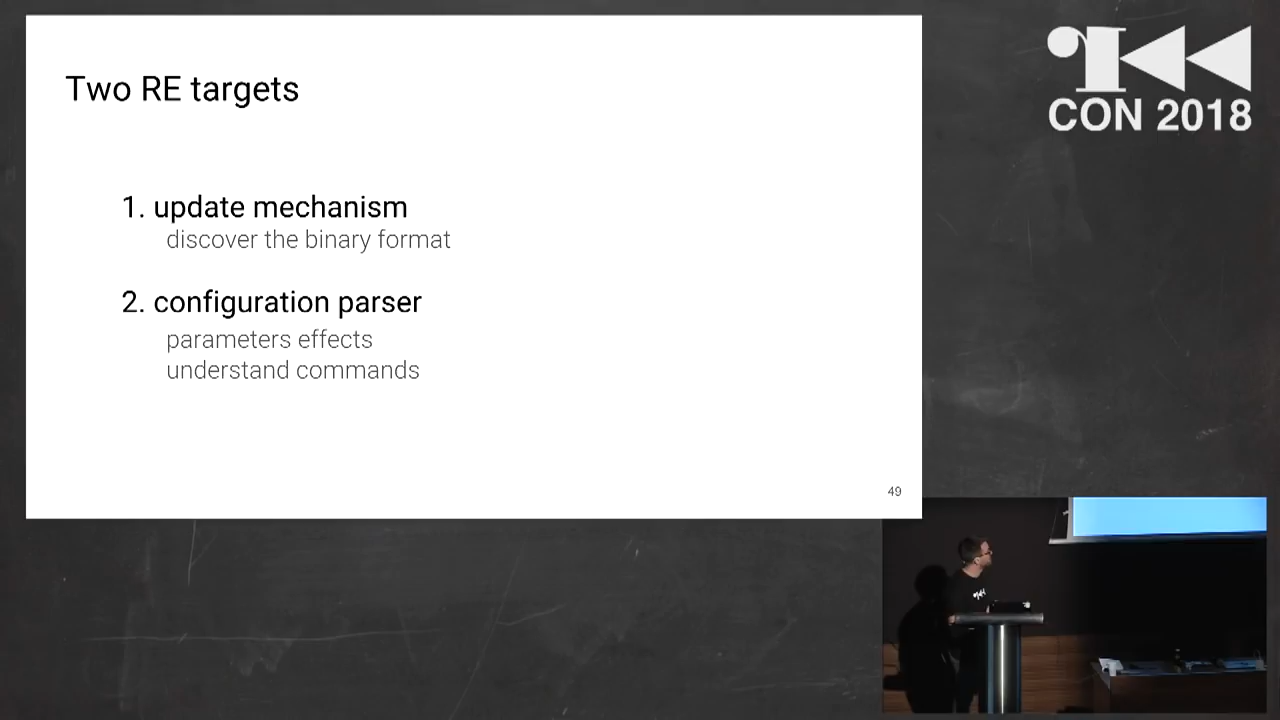 Two RE targets
1. update mechanism
discover the binary format
2. configuration parser
parameters effects
understand commands
49
CON 2018